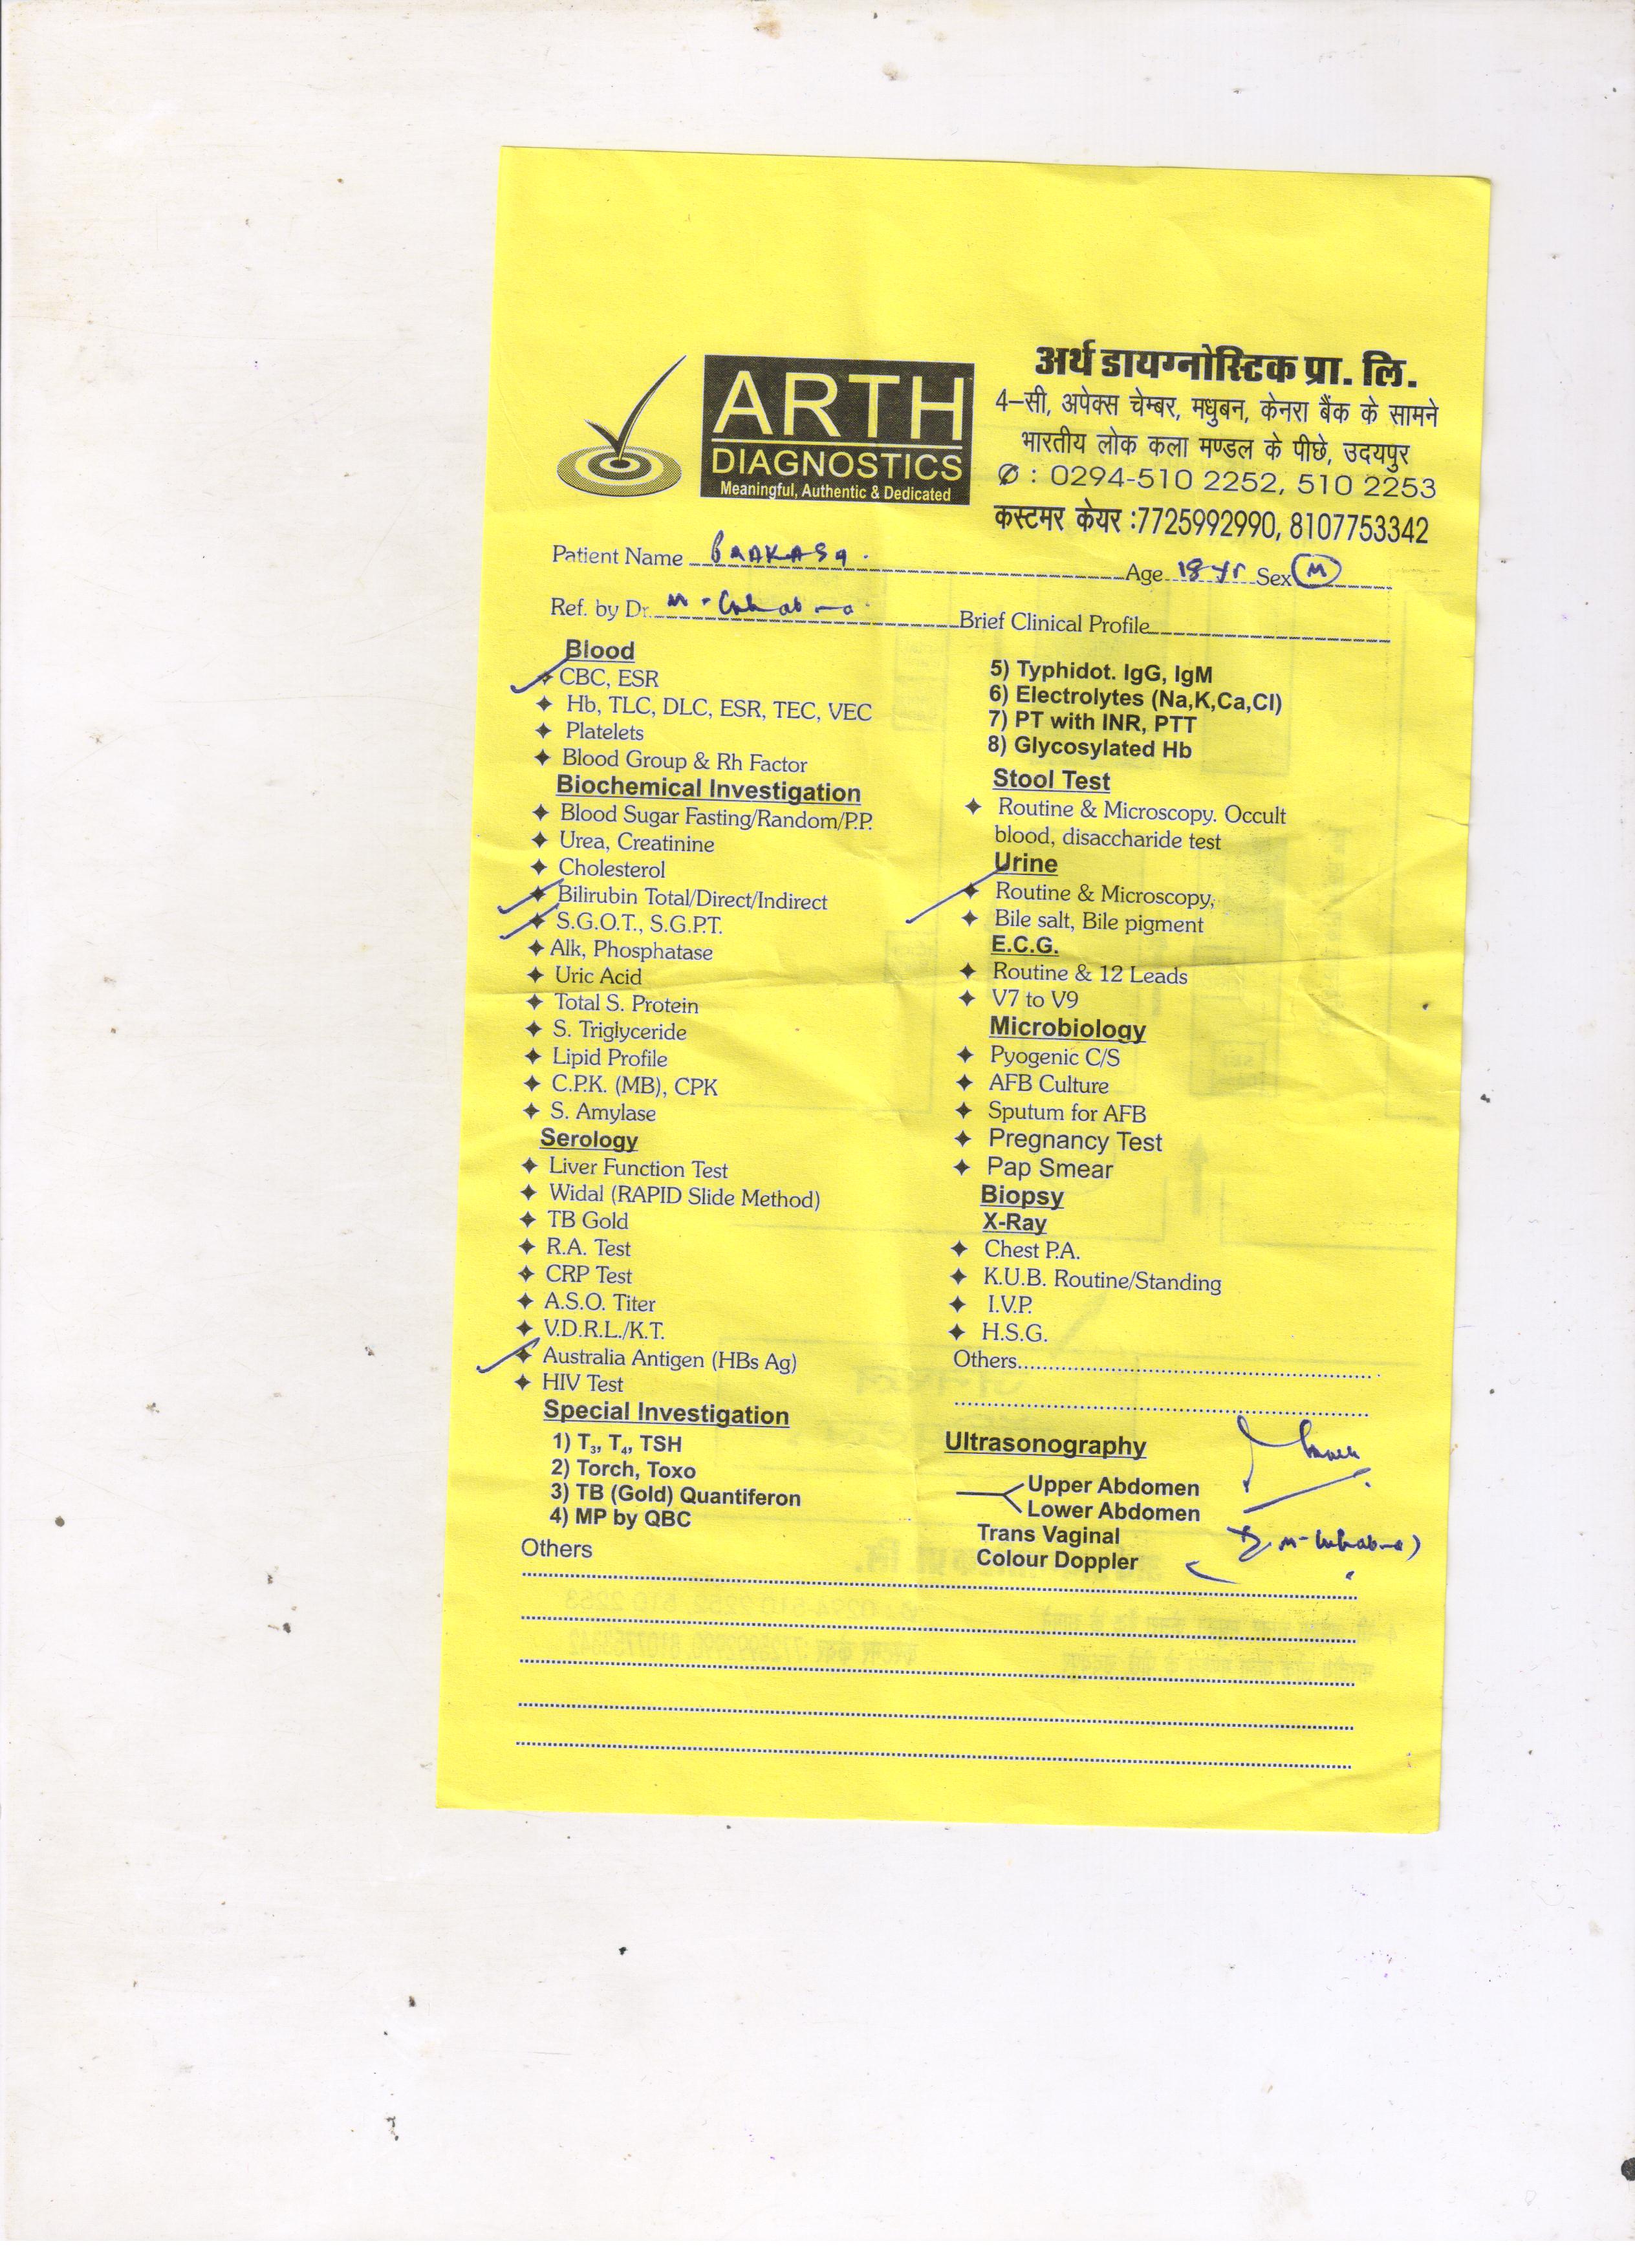 ARTH
DIAGNOSTICS
Meaningful, Authentic & Dedicated
अर्थ डायग्नोस्टिक प्रा. लि.
4–सी, अपेक्स चेम्बर, मधुबन, केनरा बैंक के सामने
भारतीय लोक कला मण्डल के पीछे, उदयपुर
✆ : 0294-510 2252, 510 2253
कस्टमर केयर :7725992990, 8107753342
Patient Name
Age 18 yr Sex M
Ref. by Dr. M -
Brief Clinical Profile
Blood
CBC, ESR
Hb, TLC, DLC, ESR, TEC, VEC
Platelets
Blood Group & Rh Factor
Biochemical Investigation
Blood Sugar Fasting/Random/P.P.
Urea, Creatinine
Cholesterol
Bilirubin Total/Direct/Indirect
S.G.O.T., S.G.P.T.
Alk, Phosphatase
Uric Acid
Total S. Protein
S. Triglyceride
Lipid Profile
C.P.K. (MB), CPK
S. Amylase
Serology
Liver Function Test
Widal (RAPID Slide Method)
TB Gold
R.A. Test
CRP Test
A.S.O. Titer
V.D.R.L./K.T.
Australia Antigen (HBs Ag)
HIV Test
Special Investigation
1) T3, T4, TSH
2) Torch, Toxo
3) TB (Gold) Quantiferon
4) MP by QBC
Others
5) Typhidot. IgG, IgM
6) Electrolytes (Na,K,Ca,Cl)
7) PT with INR, PTT
8) Glycosylated Hb
Stool Test
Routine & Microscopy. Occult
blood, disaccharide test
Urine
Routine & Microscopy,
Bile salt, Bile pigment
E.C.G.
Routine & 12 Leads
V7 to V9
Microbiology
Pyogenic C/S
AFB Culture
Sputum for AFB
Pregnancy Test
Pap Smear
Biopsy
X-Ray
Chest P.A.
K.U.B. Routine/Standing
I.V.P.
H.S.G.
Others
Ultrasonography
Upper Abdomen
Lower Abdomen
Trans Vaginal
Colour Doppler